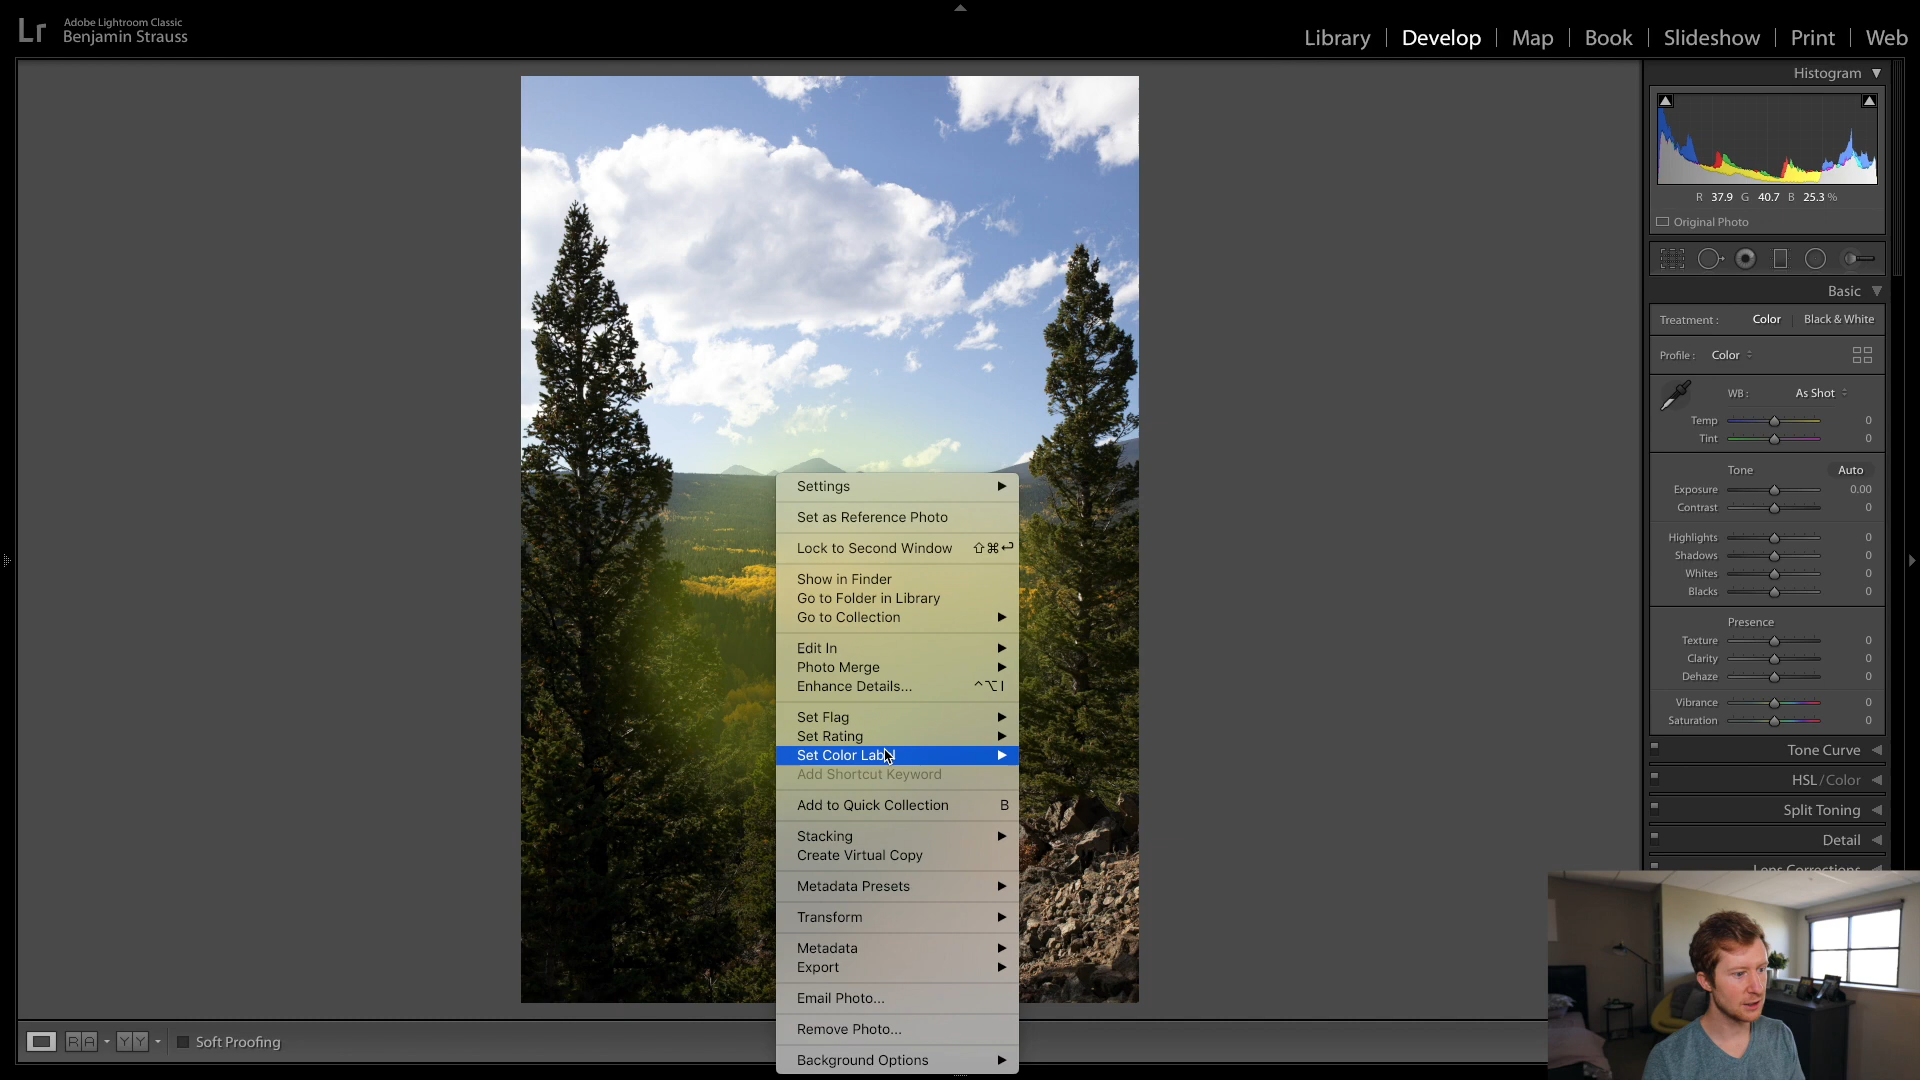 Lr Adobe Lightroom Classic
Benjamin Strauss
Library | Develop | Map | Book | Slideshow | Print | Web
Histogram
R 37.9 G 40.7 B 25.3 %
Original Photo
Basic
Treatment : Color | Black & White
Profile : Color
WB : As Shot
Temp 0
Tint 0
Tone Auto
Exposure 0.00
Contrast 0
Highlights 0
Shadows 0
Whites 0
Blacks 0
Presence
Texture 0
Clarity 0
Dehaze 0
Vibrance 0
Saturation 0
Tone Curve
HSL / Color
Split Toning
Detail
Lens Corrections
Settings
Set as Reference Photo
Lock to Second Window ⇧⌘↩
Show in Finder
Go to Folder in Library
Go to Collection
Edit In
Photo Merge
Enhance Details... ^⌥I
Set Flag
Set Rating
Set Color Label
Add Shortcut Keyword
Add to Quick Collection B
Stacking
Create Virtual Copy
Metadata Presets
Transform
Metadata
Export
Email Photo...
Remove Photo...
Background Options
R A Y Y Soft Proofing